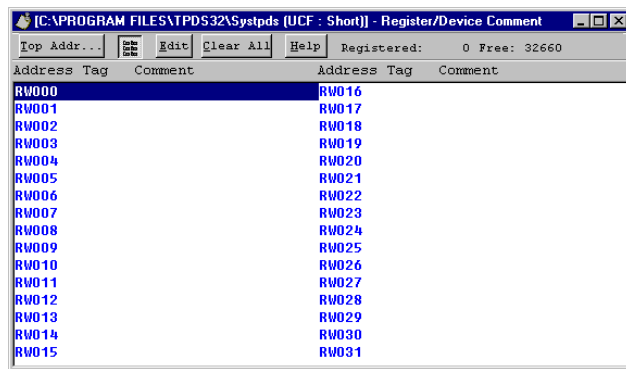 [C:\PROGRAM FILES\TPDS32\Systpds (UCF : Short)] - Register/Device Comment
Top Addr... Edit Clear All Help Registered: 0 Free: 32660
Address Tag Comment Address Tag Comment
RW000 RW016
RW001 RW017
RW002 RW018
RW003 RW019
RW004 RW020
RW005 RW021
RW006 RW022
RW007 RW023
RW008 RW024
RW009 RW025
RW010 RW026
RW011 RW027
RW012 RW028
RW013 RW029
RW014 RW030
RW015 RW031